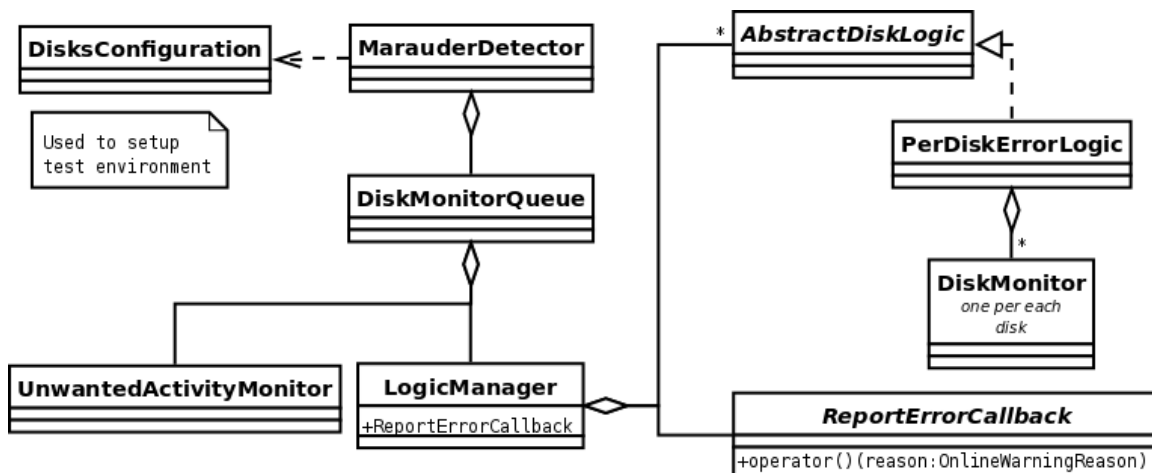 DisksConfiguration
MarauderDetector
*
AbstractDiskLogic
Used to setup
test environment
PerDiskErrorLogic
DiskMonitorQueue
*
DiskMonitor
one per each
disk
UnwantedActivityMonitor
LogicManager
+ReportErrorCallback
ReportErrorCallback
+operator()(reason:OnlineWarningReason)